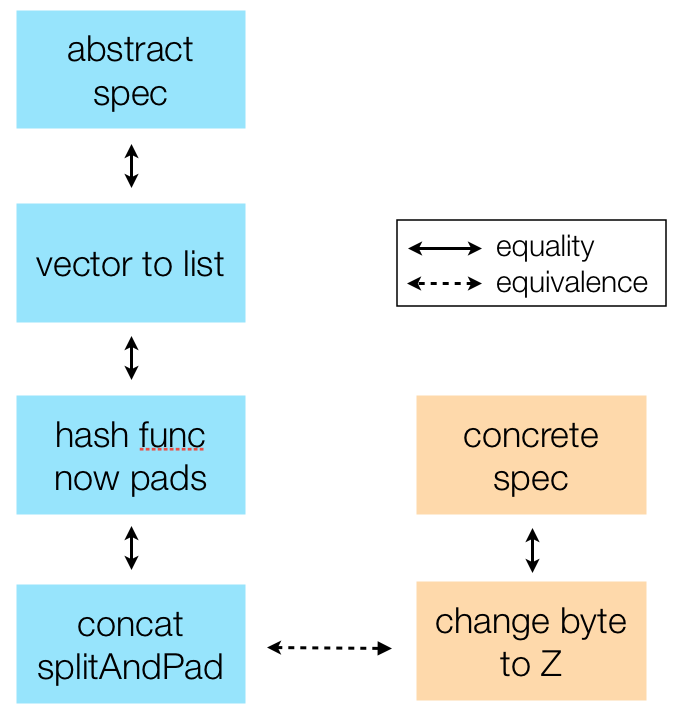 abstract
spec
vector to list
equality
equivalence
hash func
now pads
concrete
spec
concat
splitAndPad
change byte
to Z